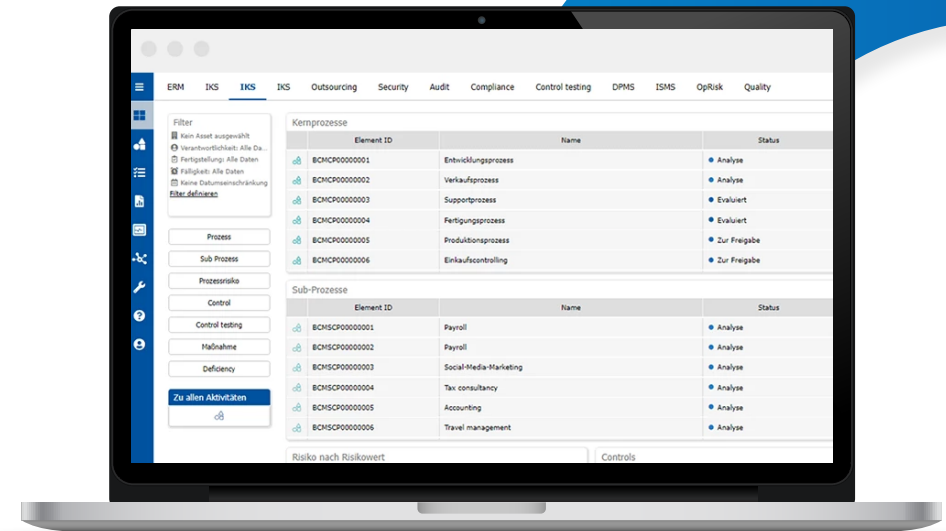 ERM IKS IKS IKS Outsourcing Security Audit Compliance Control testing DPMS ISMS OpRisk Quality
Filter
Kein Asset ausgewählt
Verantwortlichkeit: Alle Da...
Fertigstellung: Alle Daten
Fälligkeit: Alle Daten
Keine Datumseinschränkung
Filter definieren
Prozess
Sub Prozess
Prozessrisiko
Control
Control testing
Maßnahme
Deficiency
Zu allen Aktivitäten
Kernprozesse
Element ID Name Status
BCMCP00000001 Entwicklungsprozess Analyse
BCMCP00000002 Verkaufsprozess Analyse
BCMCP00000003 Supportprozess Evaluiert
BCMCP00000004 Fertigungsprozess Evaluiert
BCMCP00000005 Produktionsprozess Zur Freigabe
BCMCP00000006 Einkaufscontrolling Zur Freigabe
Sub-Prozesse
Element ID Name Status
BCMSCP00000001 Payroll Analyse
BCMSCP00000002 Payroll Analyse
BCMSCP00000003 Social-Media-Marketing Analyse
BCMSCP00000004 Tax consultancy Analyse
BCMSCP00000005 Accounting Analyse
BCMSCP00000006 Travel management Analyse
Risiko nach Risikowert Controls